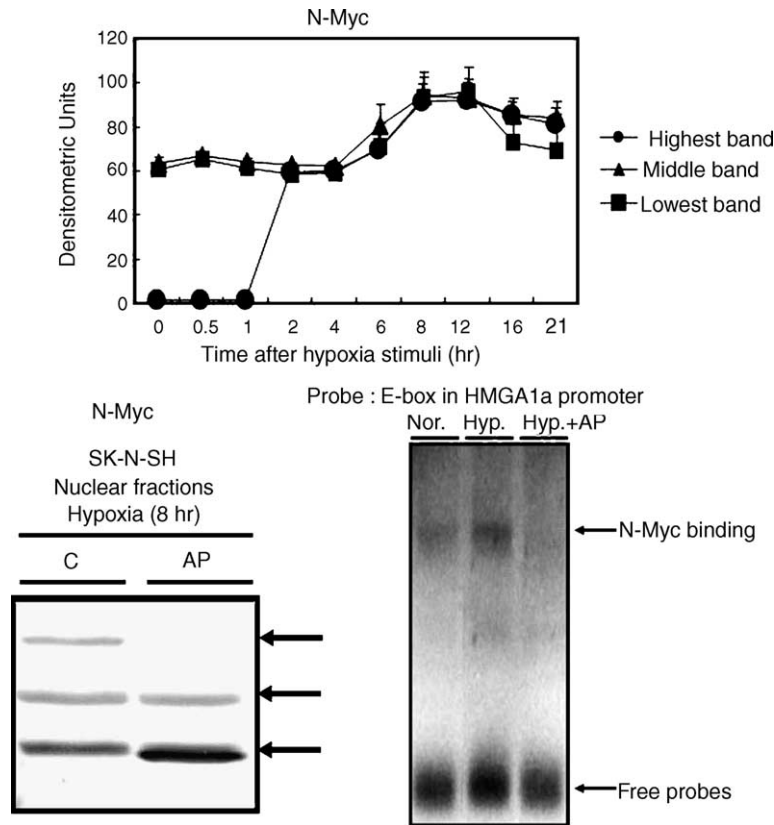 N-Myc
Densitometric Units
120
100
80
60
40
20
0
0 0.5 1 2 4 6 8 12 16 21
Time after hypoxia stimuli (hr)
Highest band
Middle band
Lowest band
N-Myc
SK-N-SH
Nuclear fractions
Hypoxia (8 hr)
C AP
Probe : E-box in HMGA1a promoter
Nor. Hyp. Hyp.+AP
N-Myc binding
Free probes